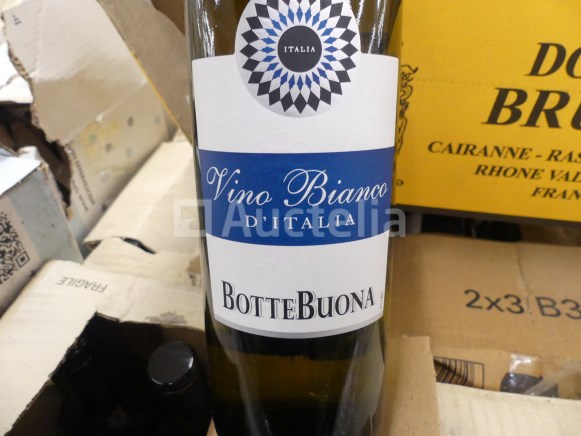 ITALIA
Vino Bianco
D'ITALIA
BOTTEBUONA
Auctelia
DO
BRU
CAIRANNE - RAS
RHONE VAL
FRAN
2x3 B3
FRAGILE